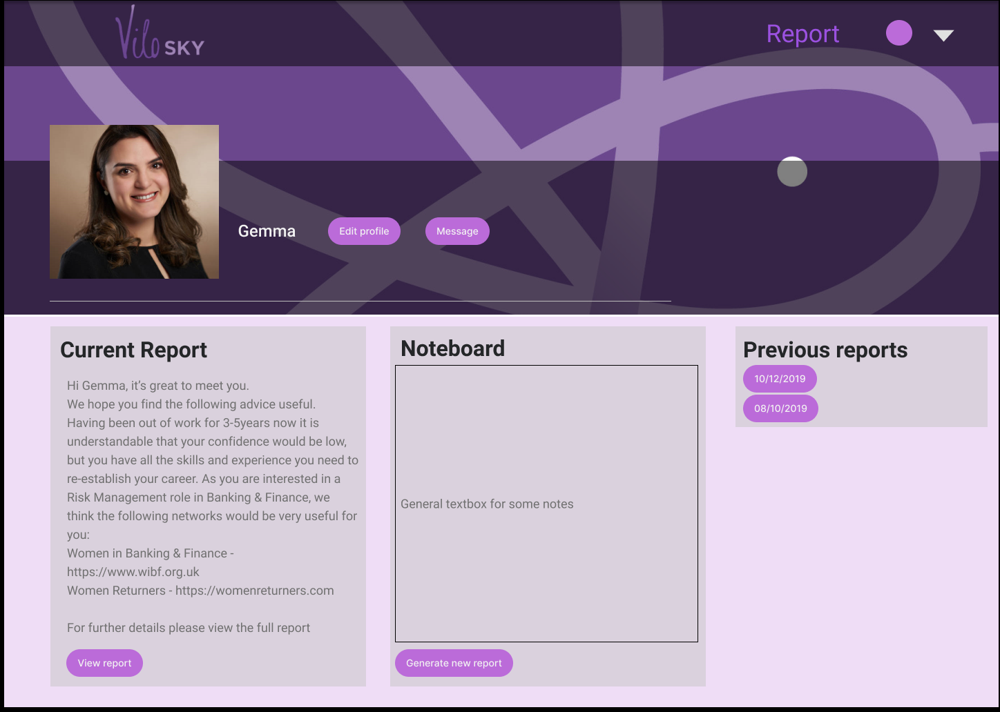 Vilo SKY
Report
Gemma
Edit profile
Message
Current Report
Hi Gemma, it’s great to meet you.
We hope you find the following advice useful.
Having been out of work for 3-5years now it is
understandable that your confidence would be low,
but you have all the skills and experience you need to
re-establish your career. As you are interested in a
Risk Management role in Banking & Finance, we
think the following networks would be very useful for
you:
Women in Banking & Finance -
https://www.wibf.org.uk
Women Returners - https://womenreturners.com
For further details please view the full report
View report
Noteboard
General textbox for some notes
Generate new report
Previous reports
10/12/2019
08/10/2019